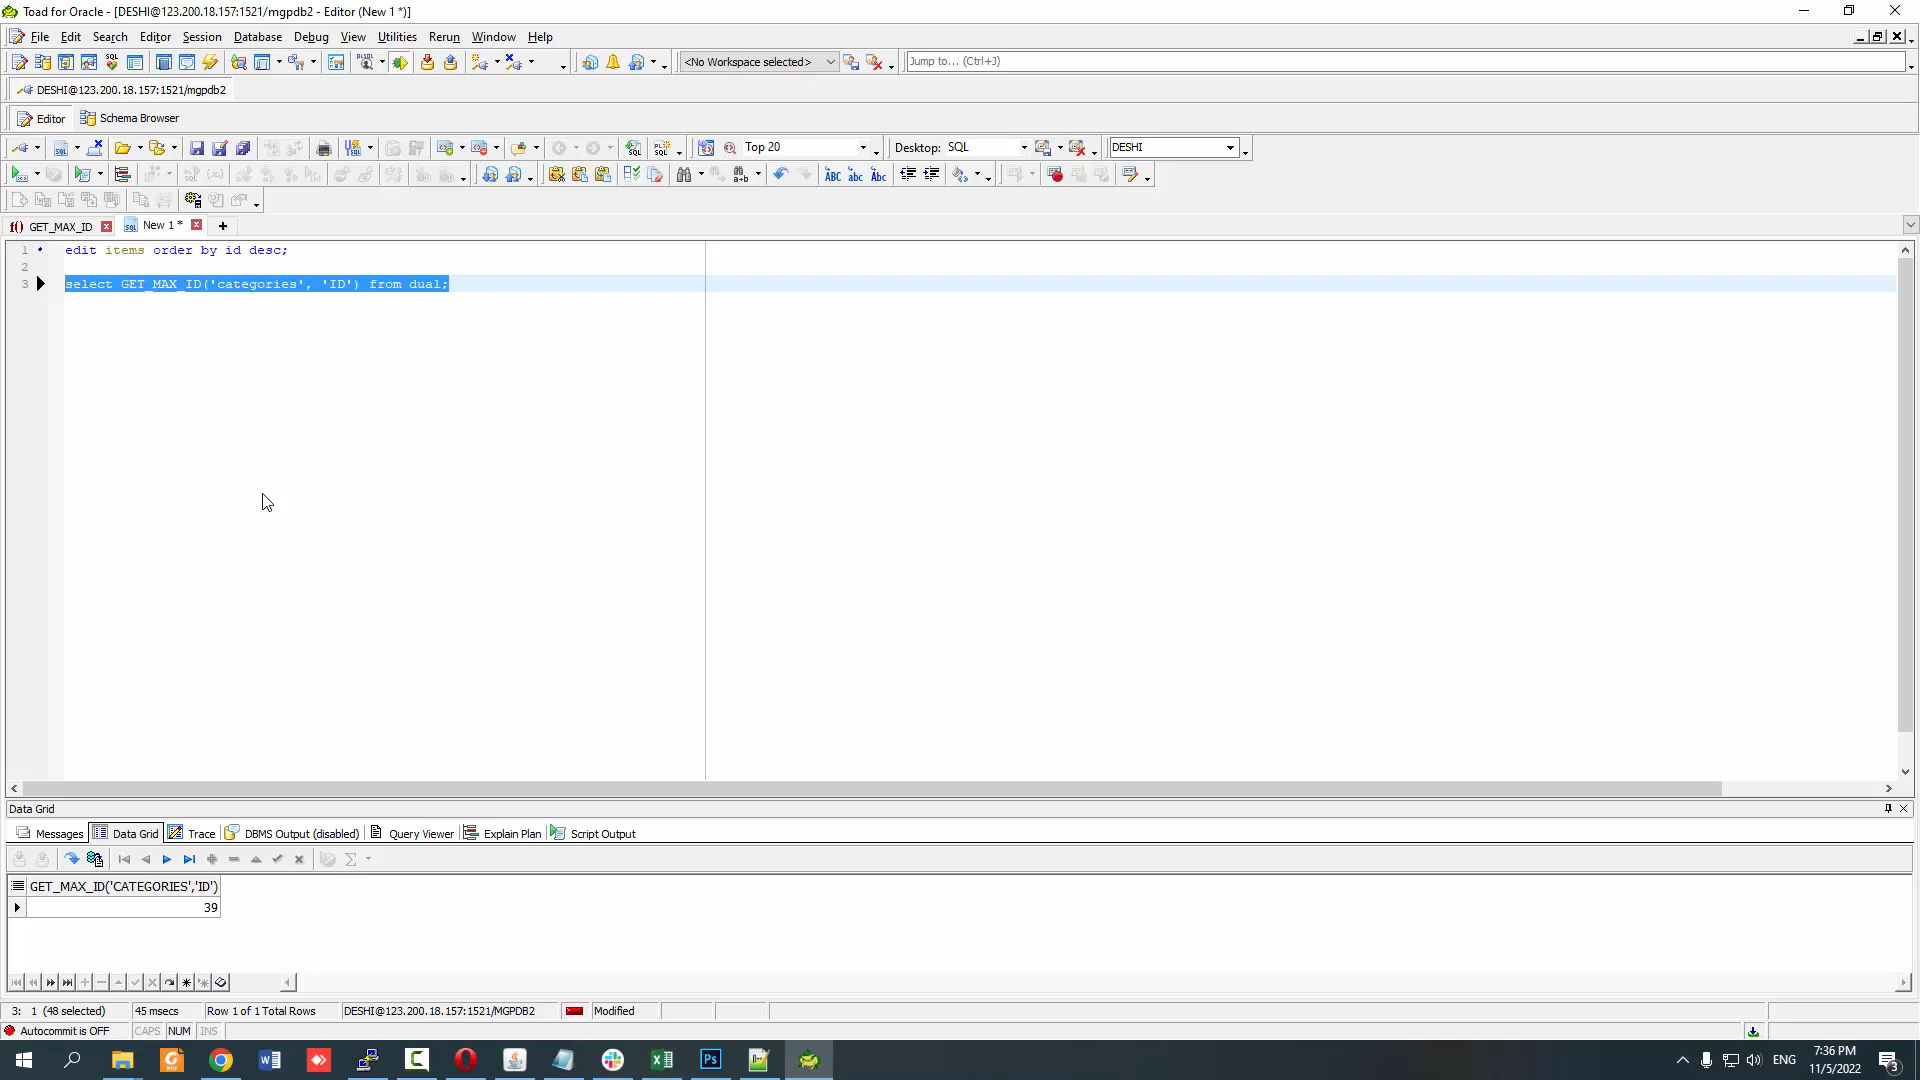 Toad for Oracle - [DESHI@123.200.18.157:1521/mgpdb2 - Editor (New 1 *)]
File Edit Search Editor Session Database Debug View Utilities Rerun Window Help
<No Workspace selected> Jump to... (Ctrl+J)
DESHI@123.200.18.157:1521/mgpdb2
Editor Schema Browser
Top 20 Desktop: SQL DESHI
GET_MAX_ID New 1 *
1 edit items order by id desc;
2
3 select GET_MAX_ID('categories', 'ID') from dual;
Data Grid
Messages Data Grid Trace DBMS Output (disabled) Query Viewer Explain Plan Script Output
GET_MAX_ID('CATEGORIES','ID')
39
3: 1 (48 selected) 45 msecs Row 1 of 1 Total Rows DESHI@123.200.18.157:1521/MGPDB2 Modified
Autocommit is OFF CAPS NUM INS
ENG 7:36 PM
11/5/2022 3